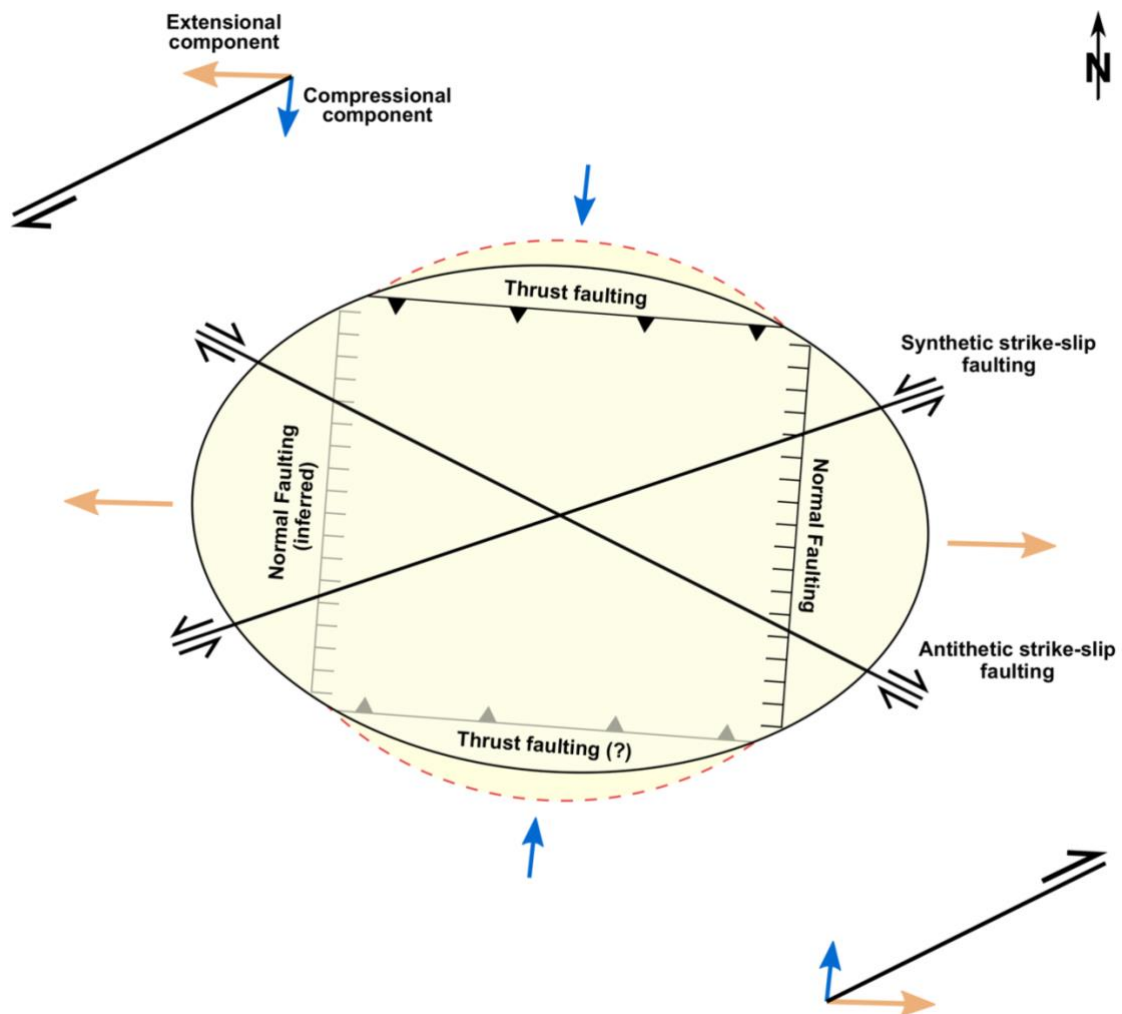 Extensional
component
N
Compressional
component
Thrust faulting
Synthetic strike-slip
faulting
Normal Faulting
(inferred)
Normal Faulting
Antithetic strike-slip
faulting
Thrust faulting (?)